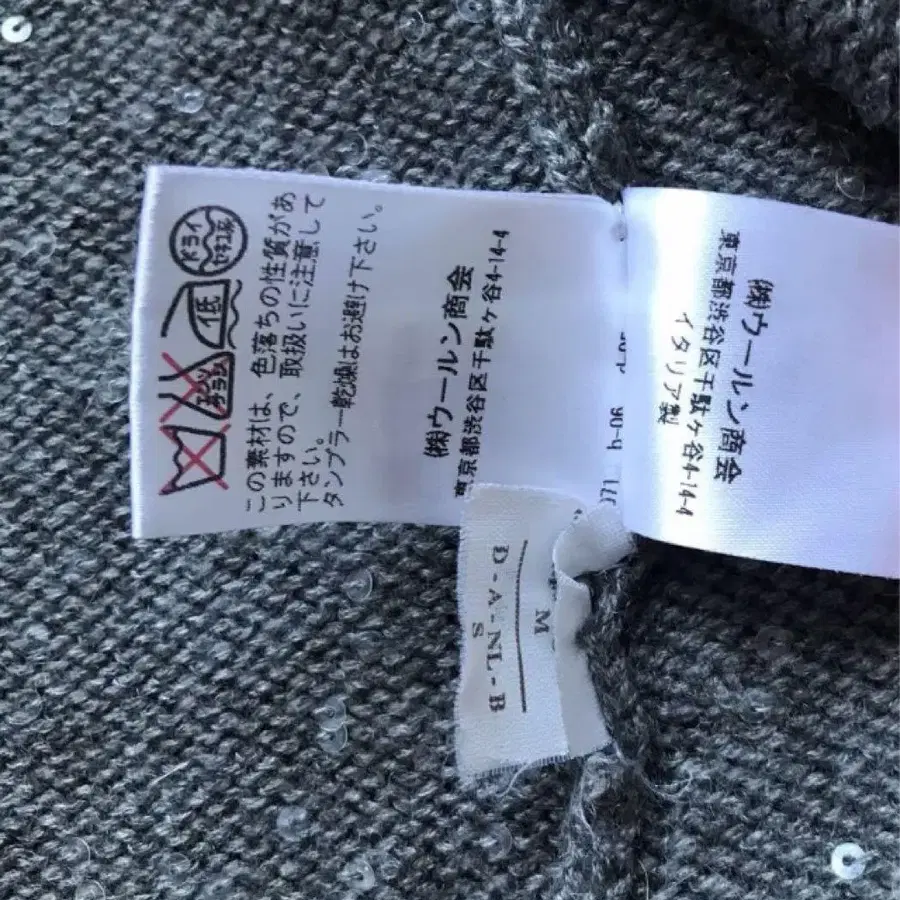 ドライ
セキユ系
低
エンソ
サラシ
この素材は、色落ちの性質があ
りますので、取扱いに注意して
下さい。
タンブラー乾燥はお避け下さい。
㈱ウールン商会
東京都渋谷区千駄ヶ谷4-14-4
㈱ウールン商会
東京都渋谷区千駄ヶ谷4-14-4
イタリア製
M
D-A-NL-B
S